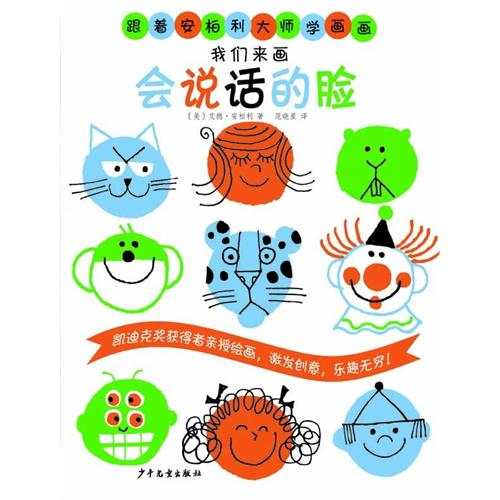 跟着安柏利大师学画画
我们来画
会说话的脸
［美］艾德·安柏利 著 范晓星 译
凯迪克奖获得者亲授绘画，激发创意，乐趣无穷！
少年儿童出版社